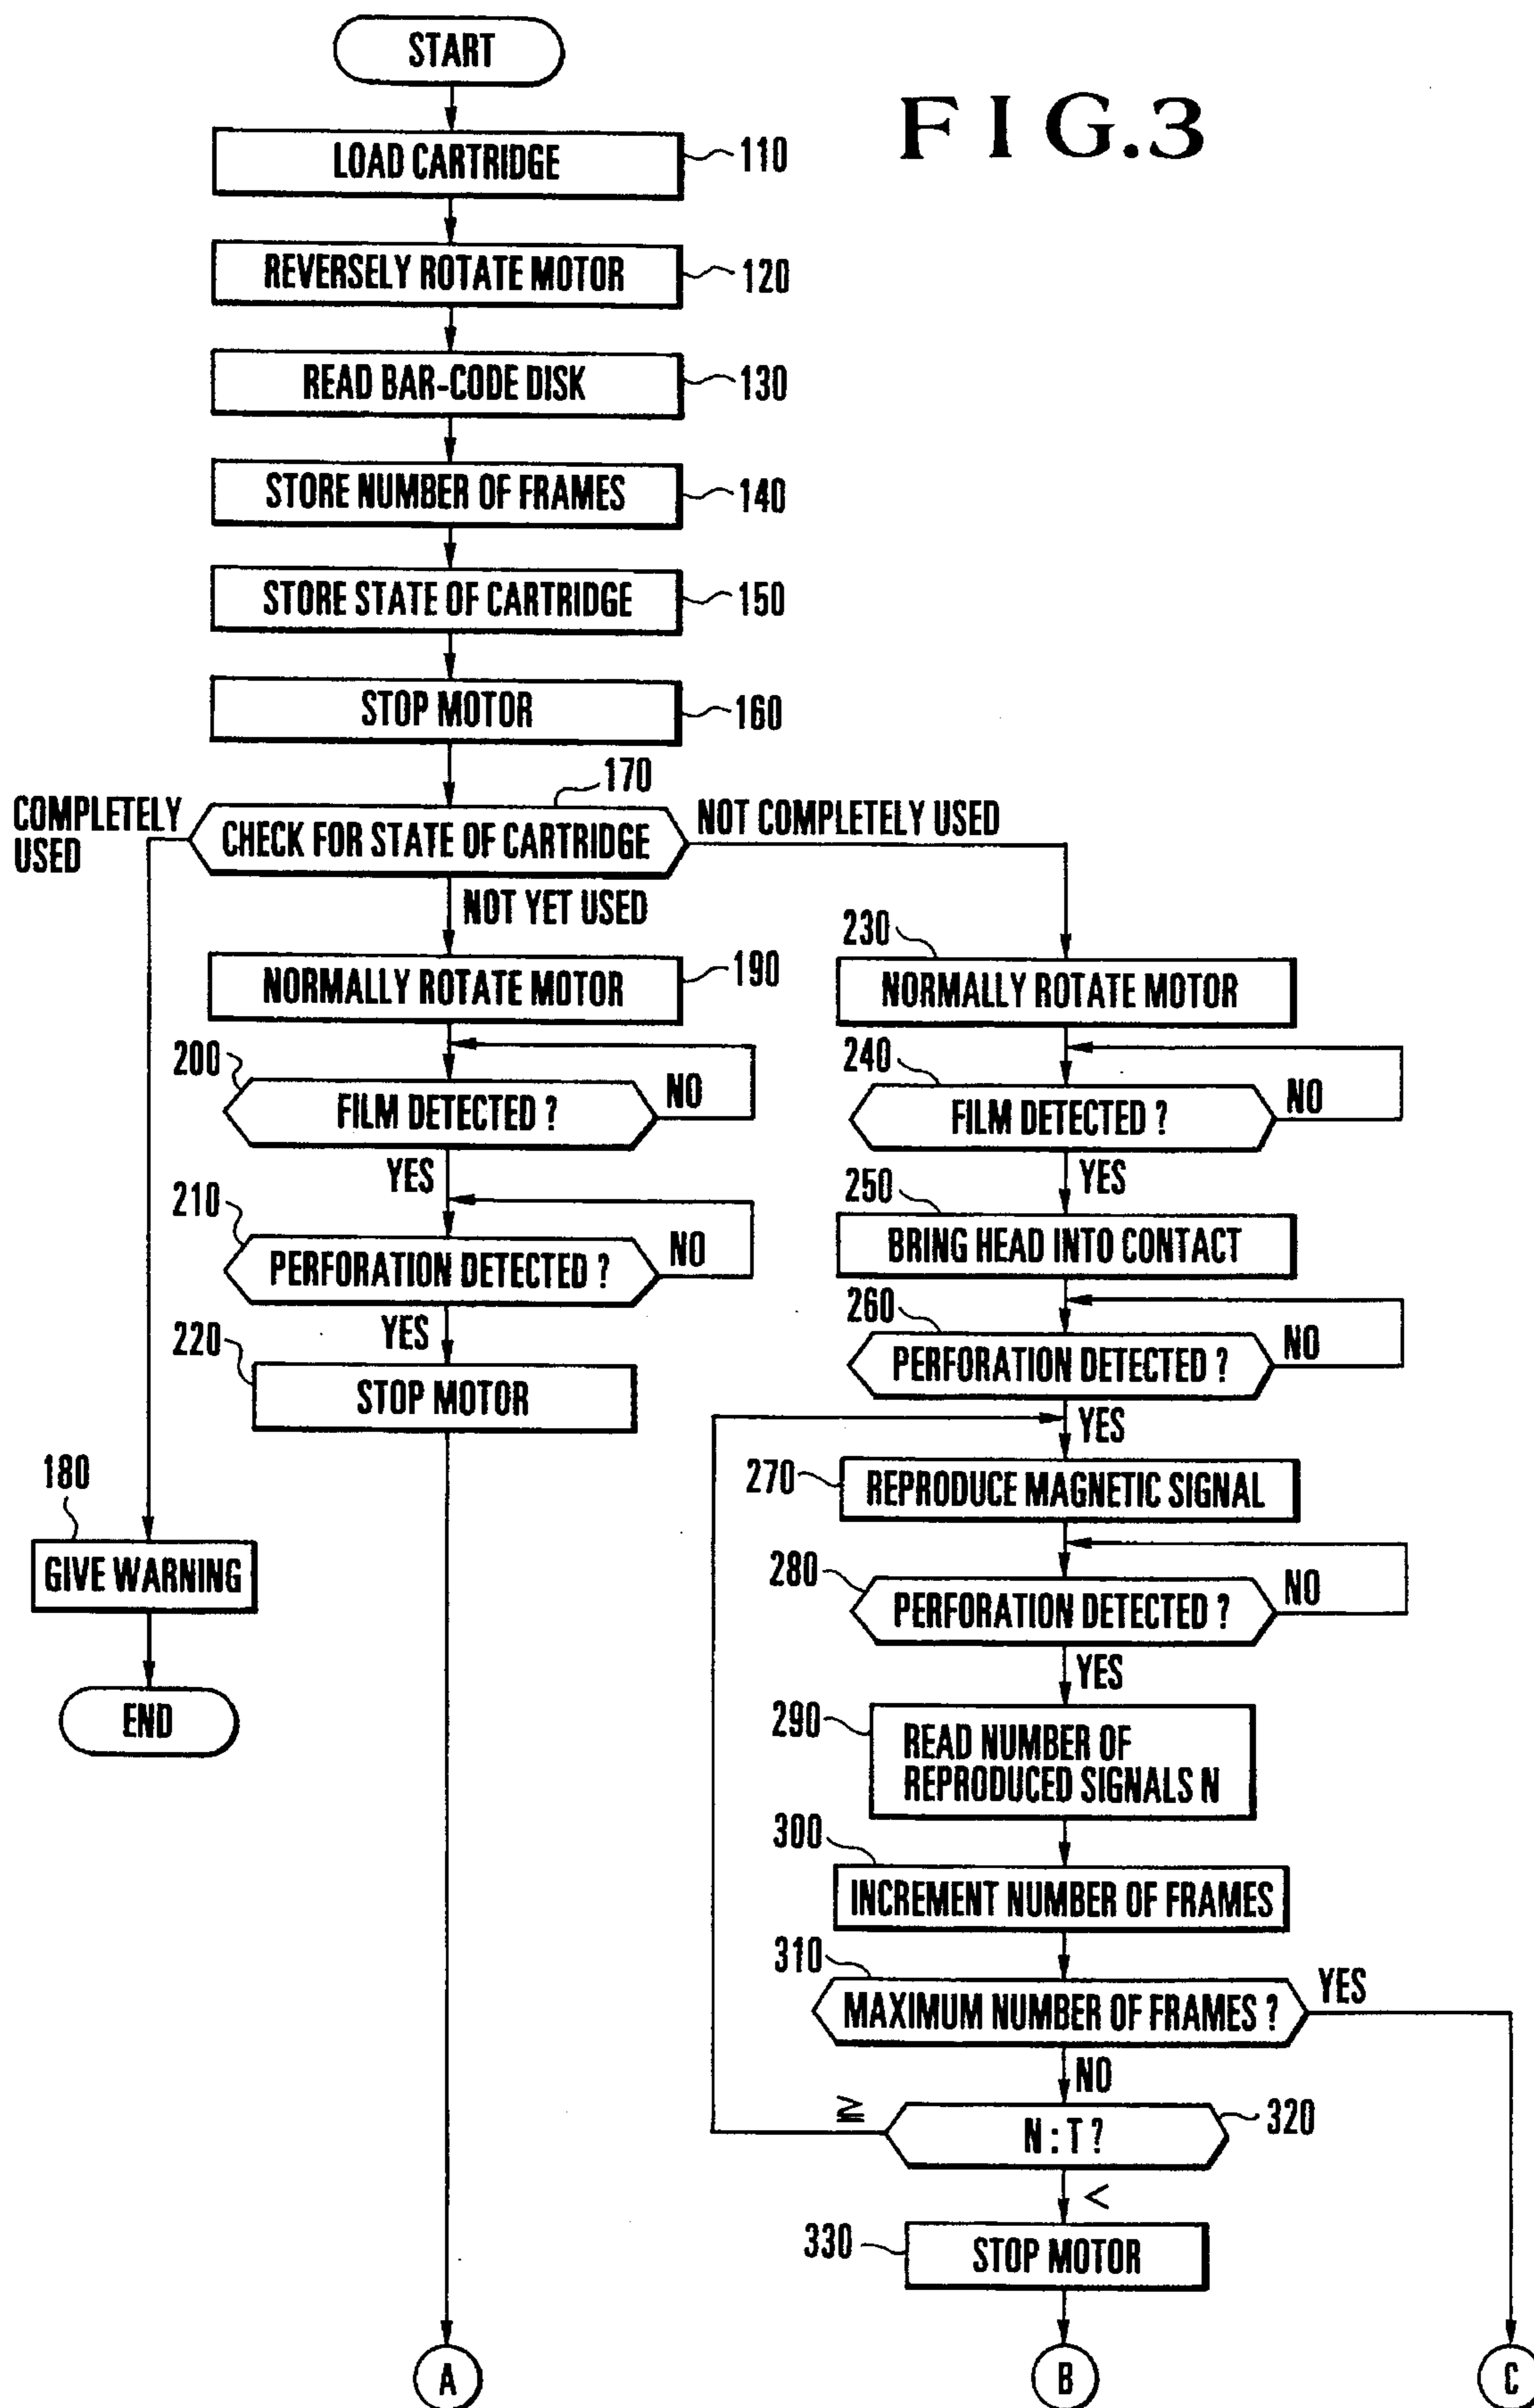 FIG.3
START
LOAD CARTRIDGE
110
REVERSELY ROTATE MOTOR
120
READ BAR-CODE DISK
130
STORE NUMBER OF FRAMES
140
STORE STATE OF CARTRIDGE
150
STOP MOTOR
160
170
CHECK FOR STATE OF CARTRIDGE
COMPLETELY
USED
NOT COMPLETELY USED
NOT YET USED
NORMALLY ROTATE MOTOR
190
200
FILM DETECTED ?
NO
YES
210
PERFORATION DETECTED ?
NO
YES
220
STOP MOTOR
180
GIVE WARNING
END
230
NORMALLY ROTATE MOTOR
240
FILM DETECTED ?
NO
YES
250
BRING HEAD INTO CONTACT
260
PERFORATION DETECTED ?
NO
YES
270
REPRODUCE MAGNETIC SIGNAL
280
PERFORATION DETECTED ?
NO
YES
290
READ NUMBER OF
REPRODUCED SIGNALS N
300
INCREMENT NUMBER OF FRAMES
310
MAXIMUM NUMBER OF FRAMES ?
YES
NO
≧
N : T ?
320
<
330
STOP MOTOR
A
B
C